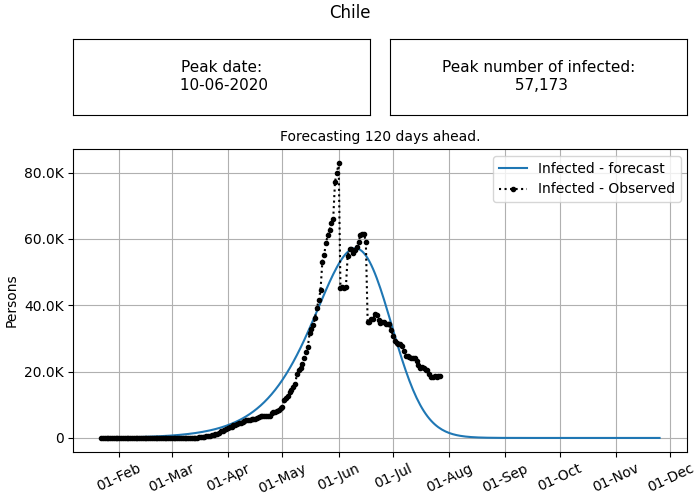 Chile
Peak date:
10-06-2020
Peak number of infected:
57,173
Forecasting 120 days ahead.
Infected - forecast
Infected - Observed
Persons
80.0K
60.0K
40.0K
20.0K
0
01-Feb
01-Mar
01-Apr
01-May
01-Jun
01-Jul
01-Aug
01-Sep
01-Oct
01-Nov
01-Dec